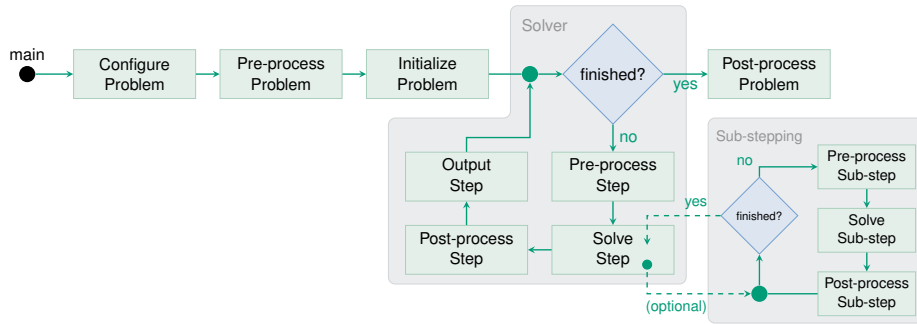 Solver
main
Configure
Problem
Pre-process
Problem
Initialize
Problem
finished?
yes
Post-process
Problem
no
Output
Step
Pre-process
Step
Post-process
Step
Solve
Step
Sub-stepping
no
Pre-process
Sub-step
yes
finished?
Solve
Sub-step
Post-process
Sub-step
(optional)